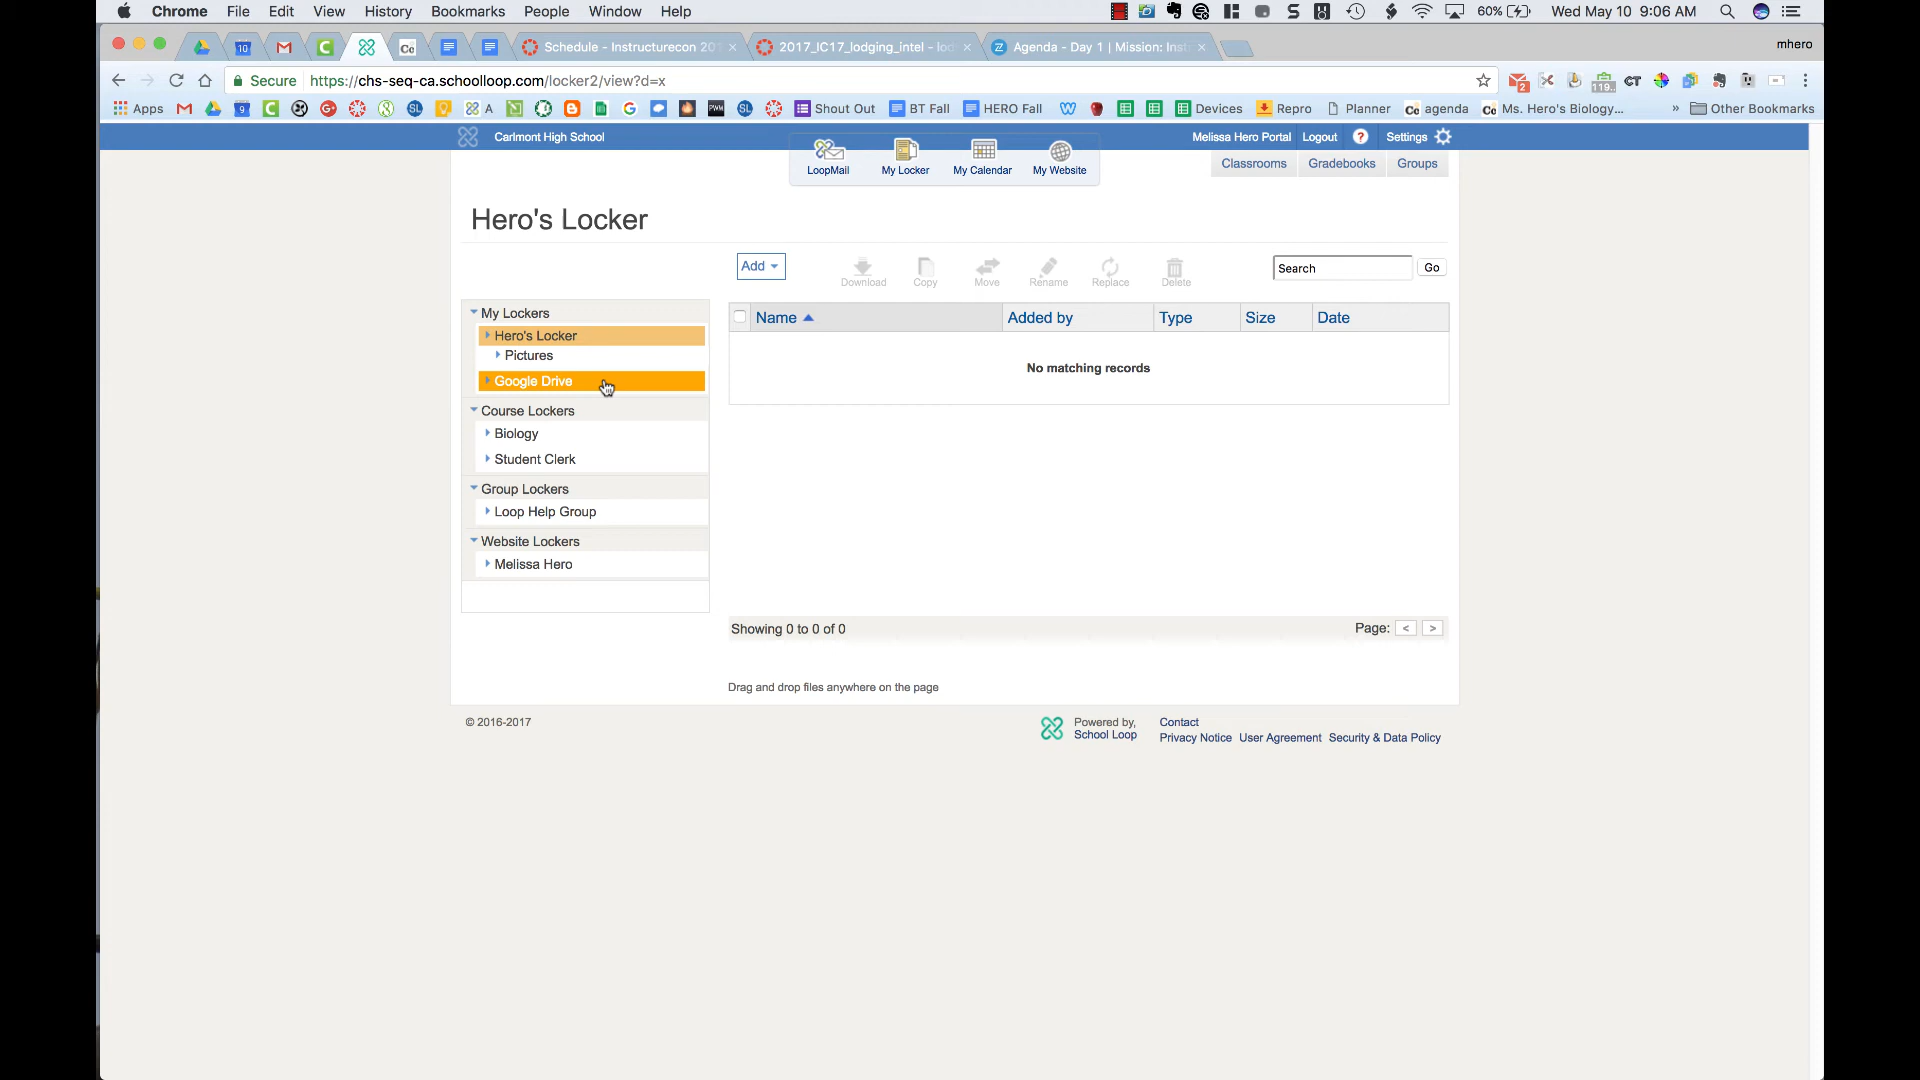 Chrome File Edit View History Bookmarks People Window Help 60% Wed May 10 9:06 AM
10 Cc Schedule - Instructurecon 20 2017_IC17_lodging_intel - lo Agenda - Day 1 | Mission: Inst mhero
Secure https://chs-seq-ca.schoolloop.com/locker2/view?d=x
Apps Shout Out BT Fall HERO Fall Devices Repro Planner Cc agenda Cc Ms. Hero's Biology... » Other Bookmarks
Carlmont High School Melissa Hero Portal Logout ? Settings
LoopMail My Locker My Calendar My Website Classrooms Gradebooks Groups
Hero's Locker
Add Download Copy Move Rename Replace Delete Search Go
My Lockers
Hero's Locker
Pictures
Google Drive
Course Lockers
Biology
Student Clerk
Group Lockers
Loop Help Group
Website Lockers
Melissa Hero
Name Added by Type Size Date
No matching records
Showing 0 to 0 of 0 Page: < >
Drag and drop files anywhere on the page
© 2016-2017
Powered by,
School Loop
Contact
Privacy Notice User Agreement Security & Data Policy